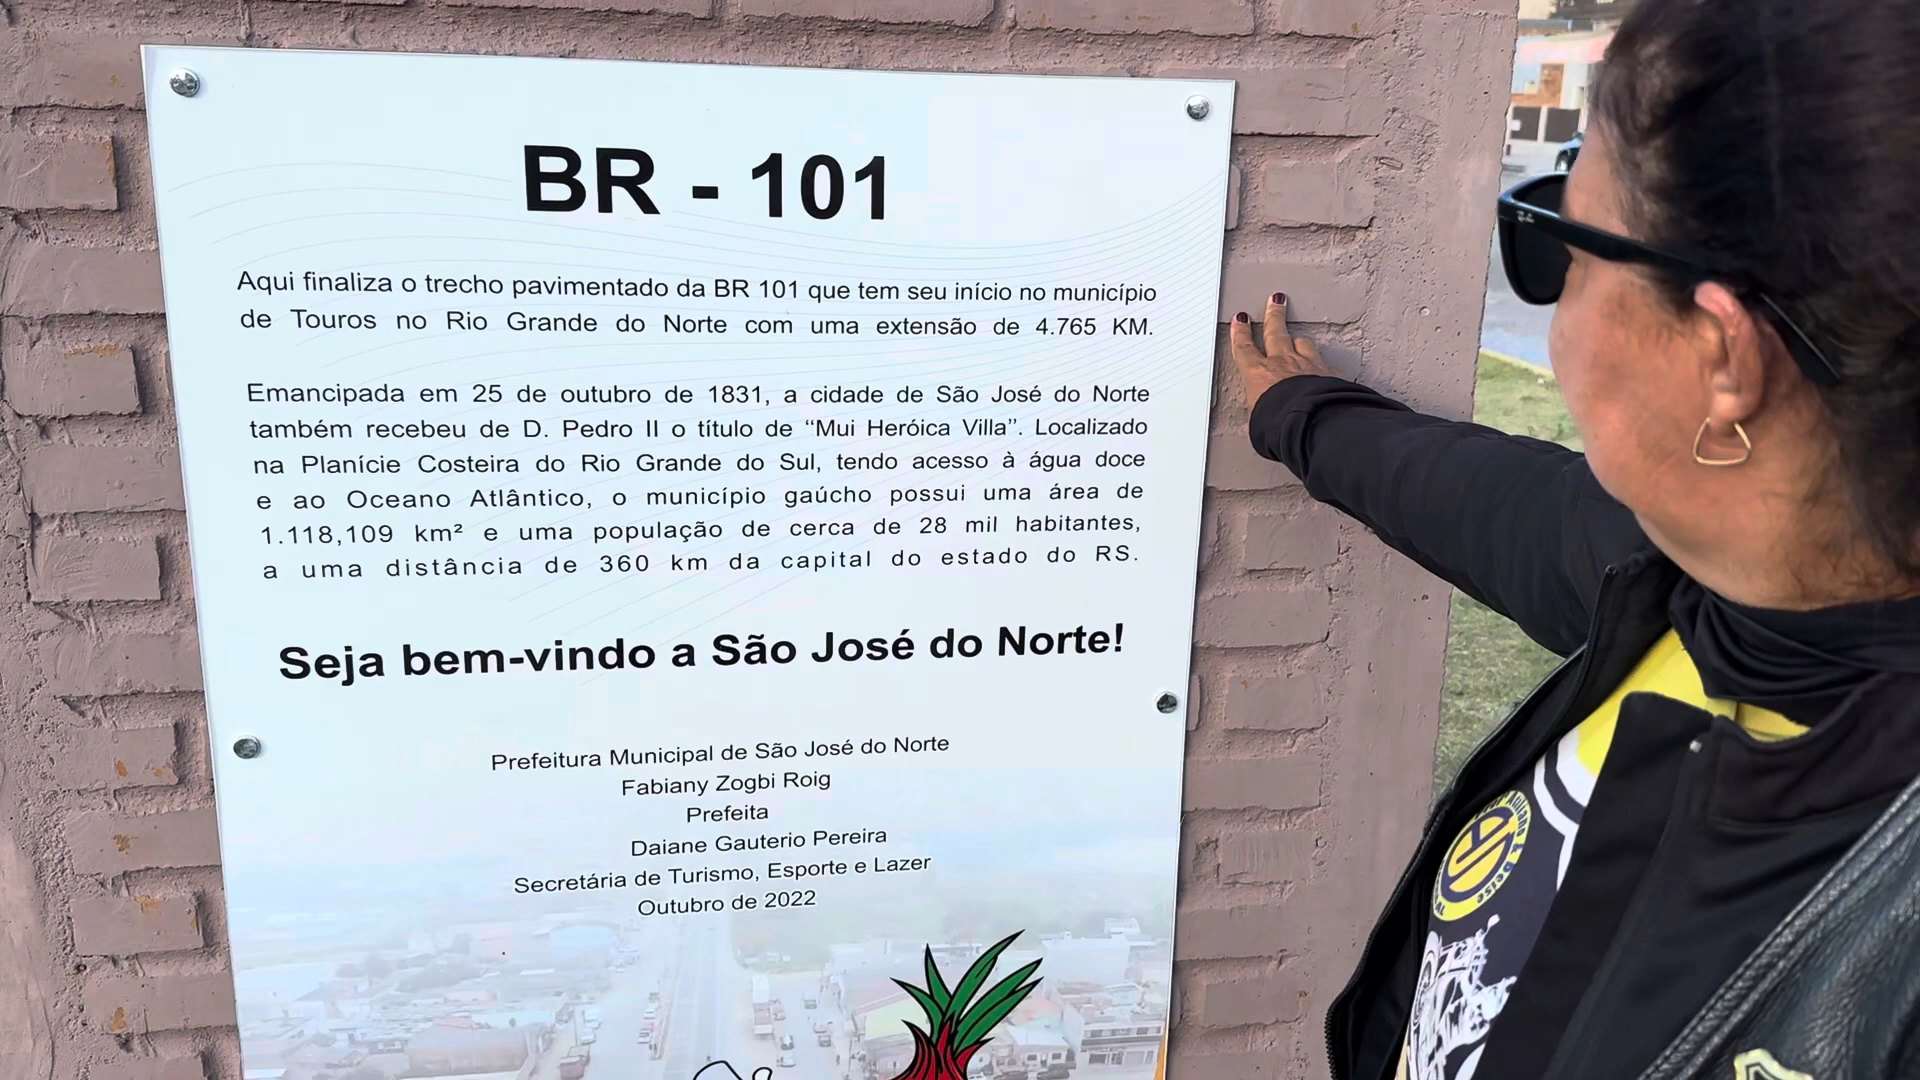 BR - 101
Aqui finaliza o trecho pavimentado da BR 101 que tem seu início no município
de Touros no Rio Grande do Norte com uma extensão de 4.765 KM.
Emancipada em 25 de outubro de 1831, a cidade de São José do Norte
também recebeu de D. Pedro II o título de “Mui Heróica Villa”. Localizado
na Planície Costeira do Rio Grande do Sul, tendo acesso à água doce
e ao Oceano Atlântico, o município gaúcho possui uma área de
1.118,109 km² e uma população de cerca de 28 mil habitantes,
a uma distância de 360 km da capital do estado do RS.
Seja bem-vindo a São José do Norte!
Prefeitura Municipal de São José do Norte
Fabiany Zogbi Roig
Prefeita
Daiane Gauterio Pereira
Secretária de Turismo, Esporte e Lazer
Outubro de 2022